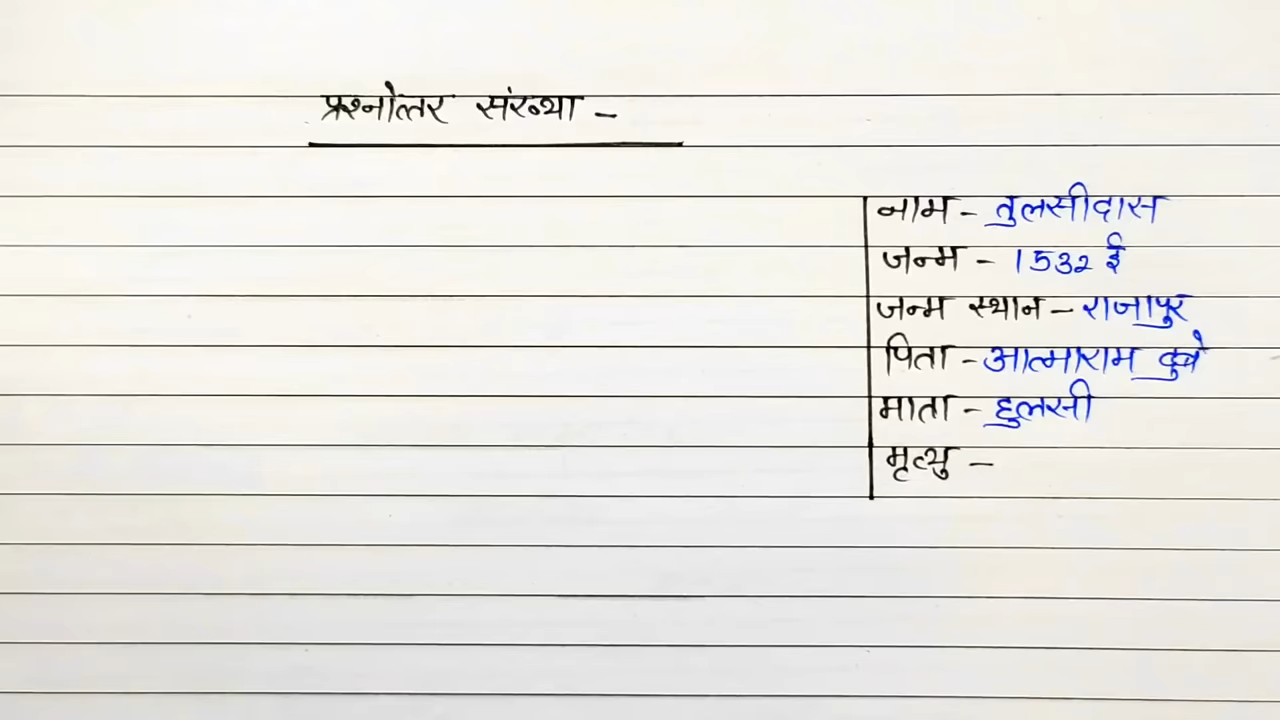 प्रश्नोत्तर संख्या -
नाम - तुलसीदास
जन्म - 1532 ई
जन्म स्थान - राजापुर
पिता - आत्माराम दुबे
माता - हुलसी
मृत्यु -